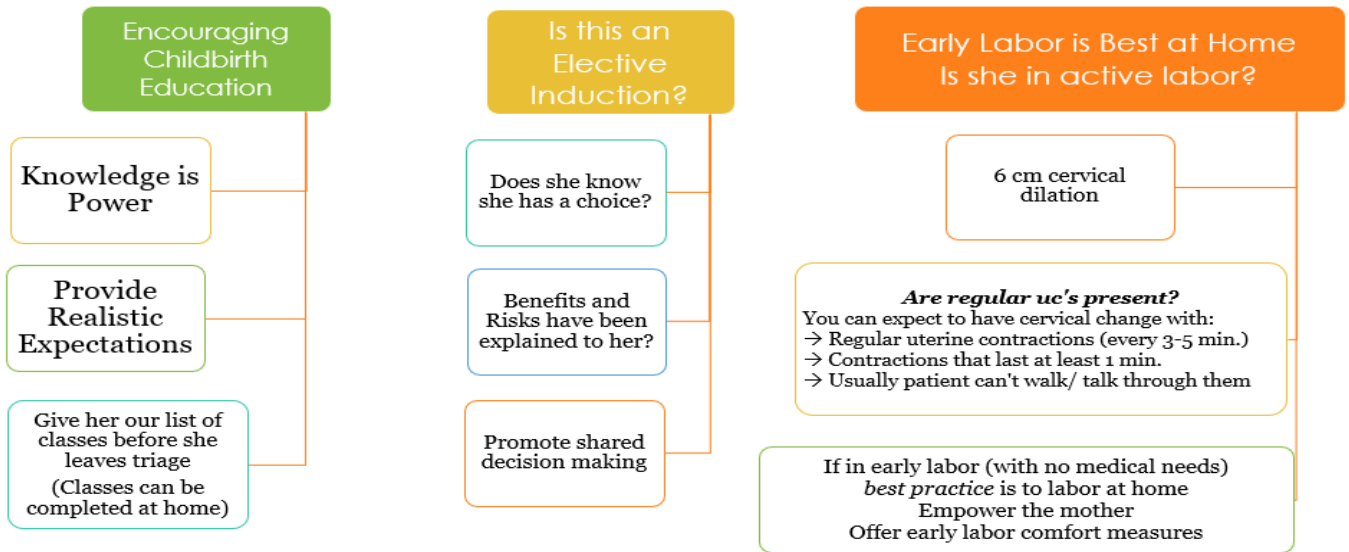 Encouraging
Childbirth
Education
Knowledge is
Power
Provide
Realistic
Expectations
Give her our list of
classes before she
leaves triage
(Classes can be
completed at home)
Is this an
Elective
Induction?
Does she know
she has a choice?
Benefits and
Risks have been
explained to her?
Promote shared
decision making
Early Labor is Best at Home
Is she in active labor?
6 cm cervical
dilation
Are regular uc's present?
You can expect to have cervical change with:
→ Regular uterine contractions (every 3-5 min.)
→ Contractions that last at least 1 min.
→ Usually patient can't walk/ talk through them
If in early labor (with no medical needs)
best practice is to labor at home
Empower the mother
Offer early labor comfort measures